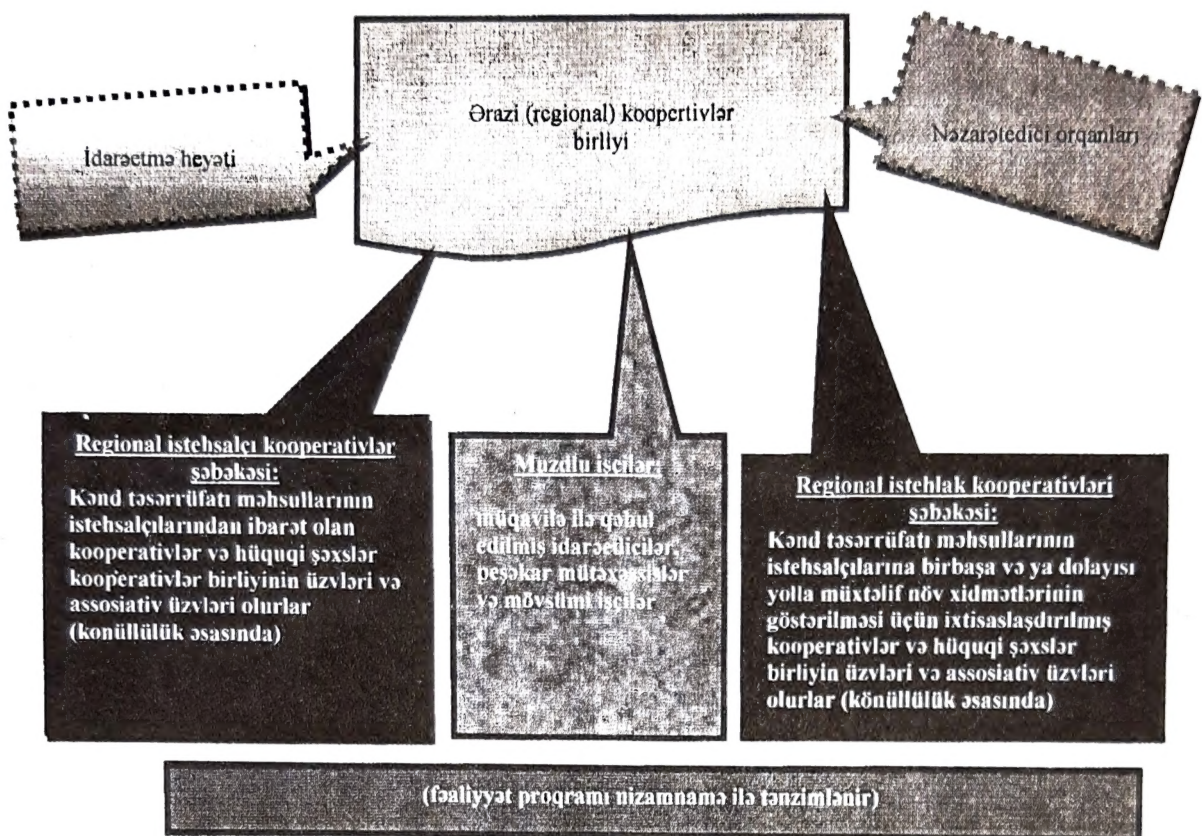 Ərazi (regional) koopertivlər
birliyi
İdarəetmə heyəti
Nəzarətedici orqanları
Regional istehsalçı kooperativlər
şəbəkəsi:
Kənd təsərrüfatı məhsullarının
istehsalçılarından ibarət olan
kooperativlər və hüquqi şəxslər
kooperativlər birliyinin üzvləri və
assosiativ üzvləri olurlar
(konüllülük əsasında)
Muzdlu işçilər:
müqavilə ilə qəbul
edilmiş idarəedicilər,
peşəkar mütəxəssislər
və mövsümi işçilər
Regional istehlak kooperativləri
şəbəkəsi:
Kənd təsərrüfatı məhsullarının
istehsalçılarına birbaşa və ya dolayısı
yolla müxtəlif növ xidmətlərinin
göstərilməsi üçün ixtisaslaşdırılmış
kooperativlər və hüquqi şəxslər
birliyin üzvləri və assosiativ üzvləri
olurlar (könüllülük əsasında)
(fəaliyyət proqramı nizamnamə ilə tənzimlənir)